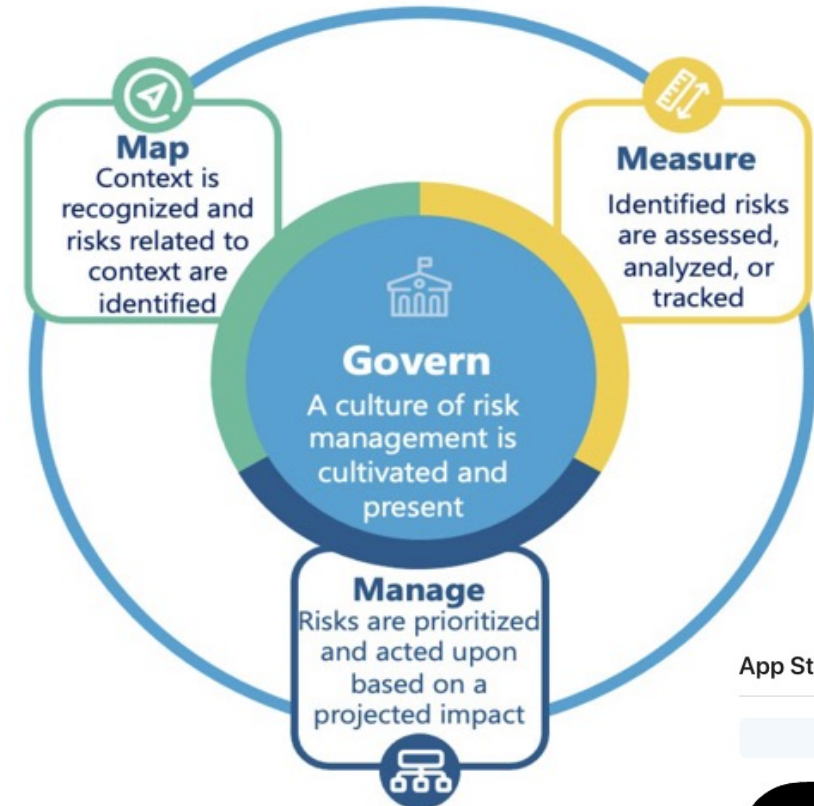 Map
Context is
recognized and
risks related to
context are
identified
Measure
Identified risks
are assessed,
analyzed, or
tracked
Govern
A culture of risk
management is
cultivated and
present
Manage
Risks are prioritized
and acted upon
based on a
projected impact
App St